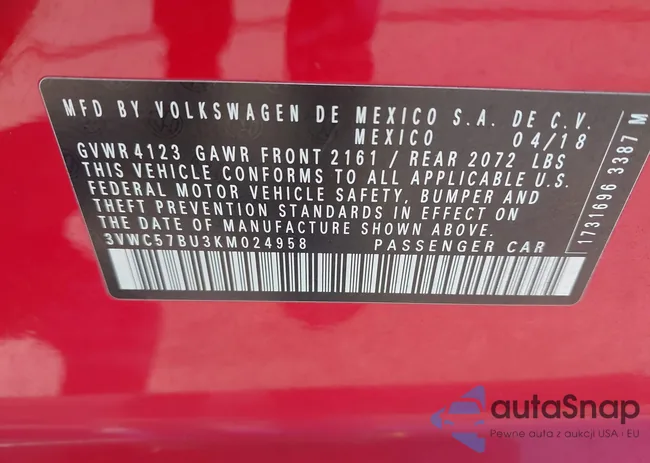 MFD BY VOLKSWAGEN DE MEXICO S.A. DE C.V.
MEXICO 04/18
GVWR 4123 GAWR FRONT 2161 / REAR 2072 LBS
THIS VEHICLE CONFORMS TO ALL APPLICABLE U.S.
FEDERAL MOTOR VEHICLE SAFETY, BUMPER AND
THEFT PREVENTION STANDARDS IN EFFECT ON
THE DATE OF MANUFACTURE SHOWN ABOVE.
3VWC57BU3KM024958 PASSENGER CAR
1731696 3387 M
autaSnap
Pewne auta z aukcji USA i EU